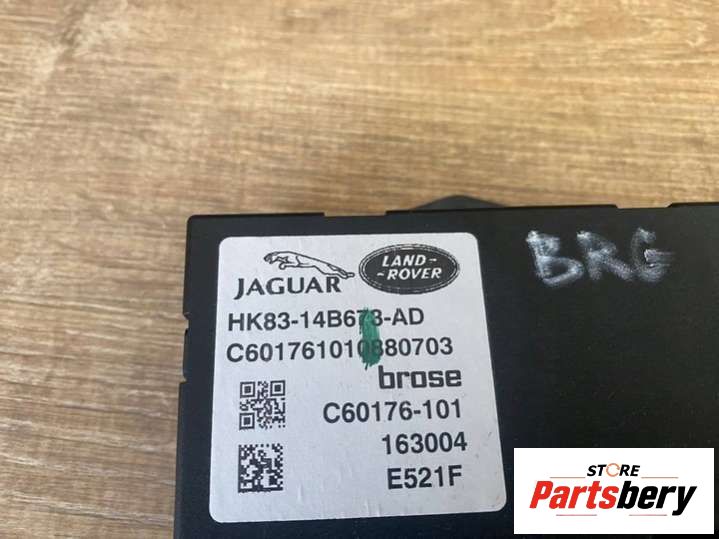 JAGUAR
LAND-
-ROVER
HK83-14B673-AD
C601761010880703
brose
C60176-101
163004
E521F
BRG
STORE
Partsbery